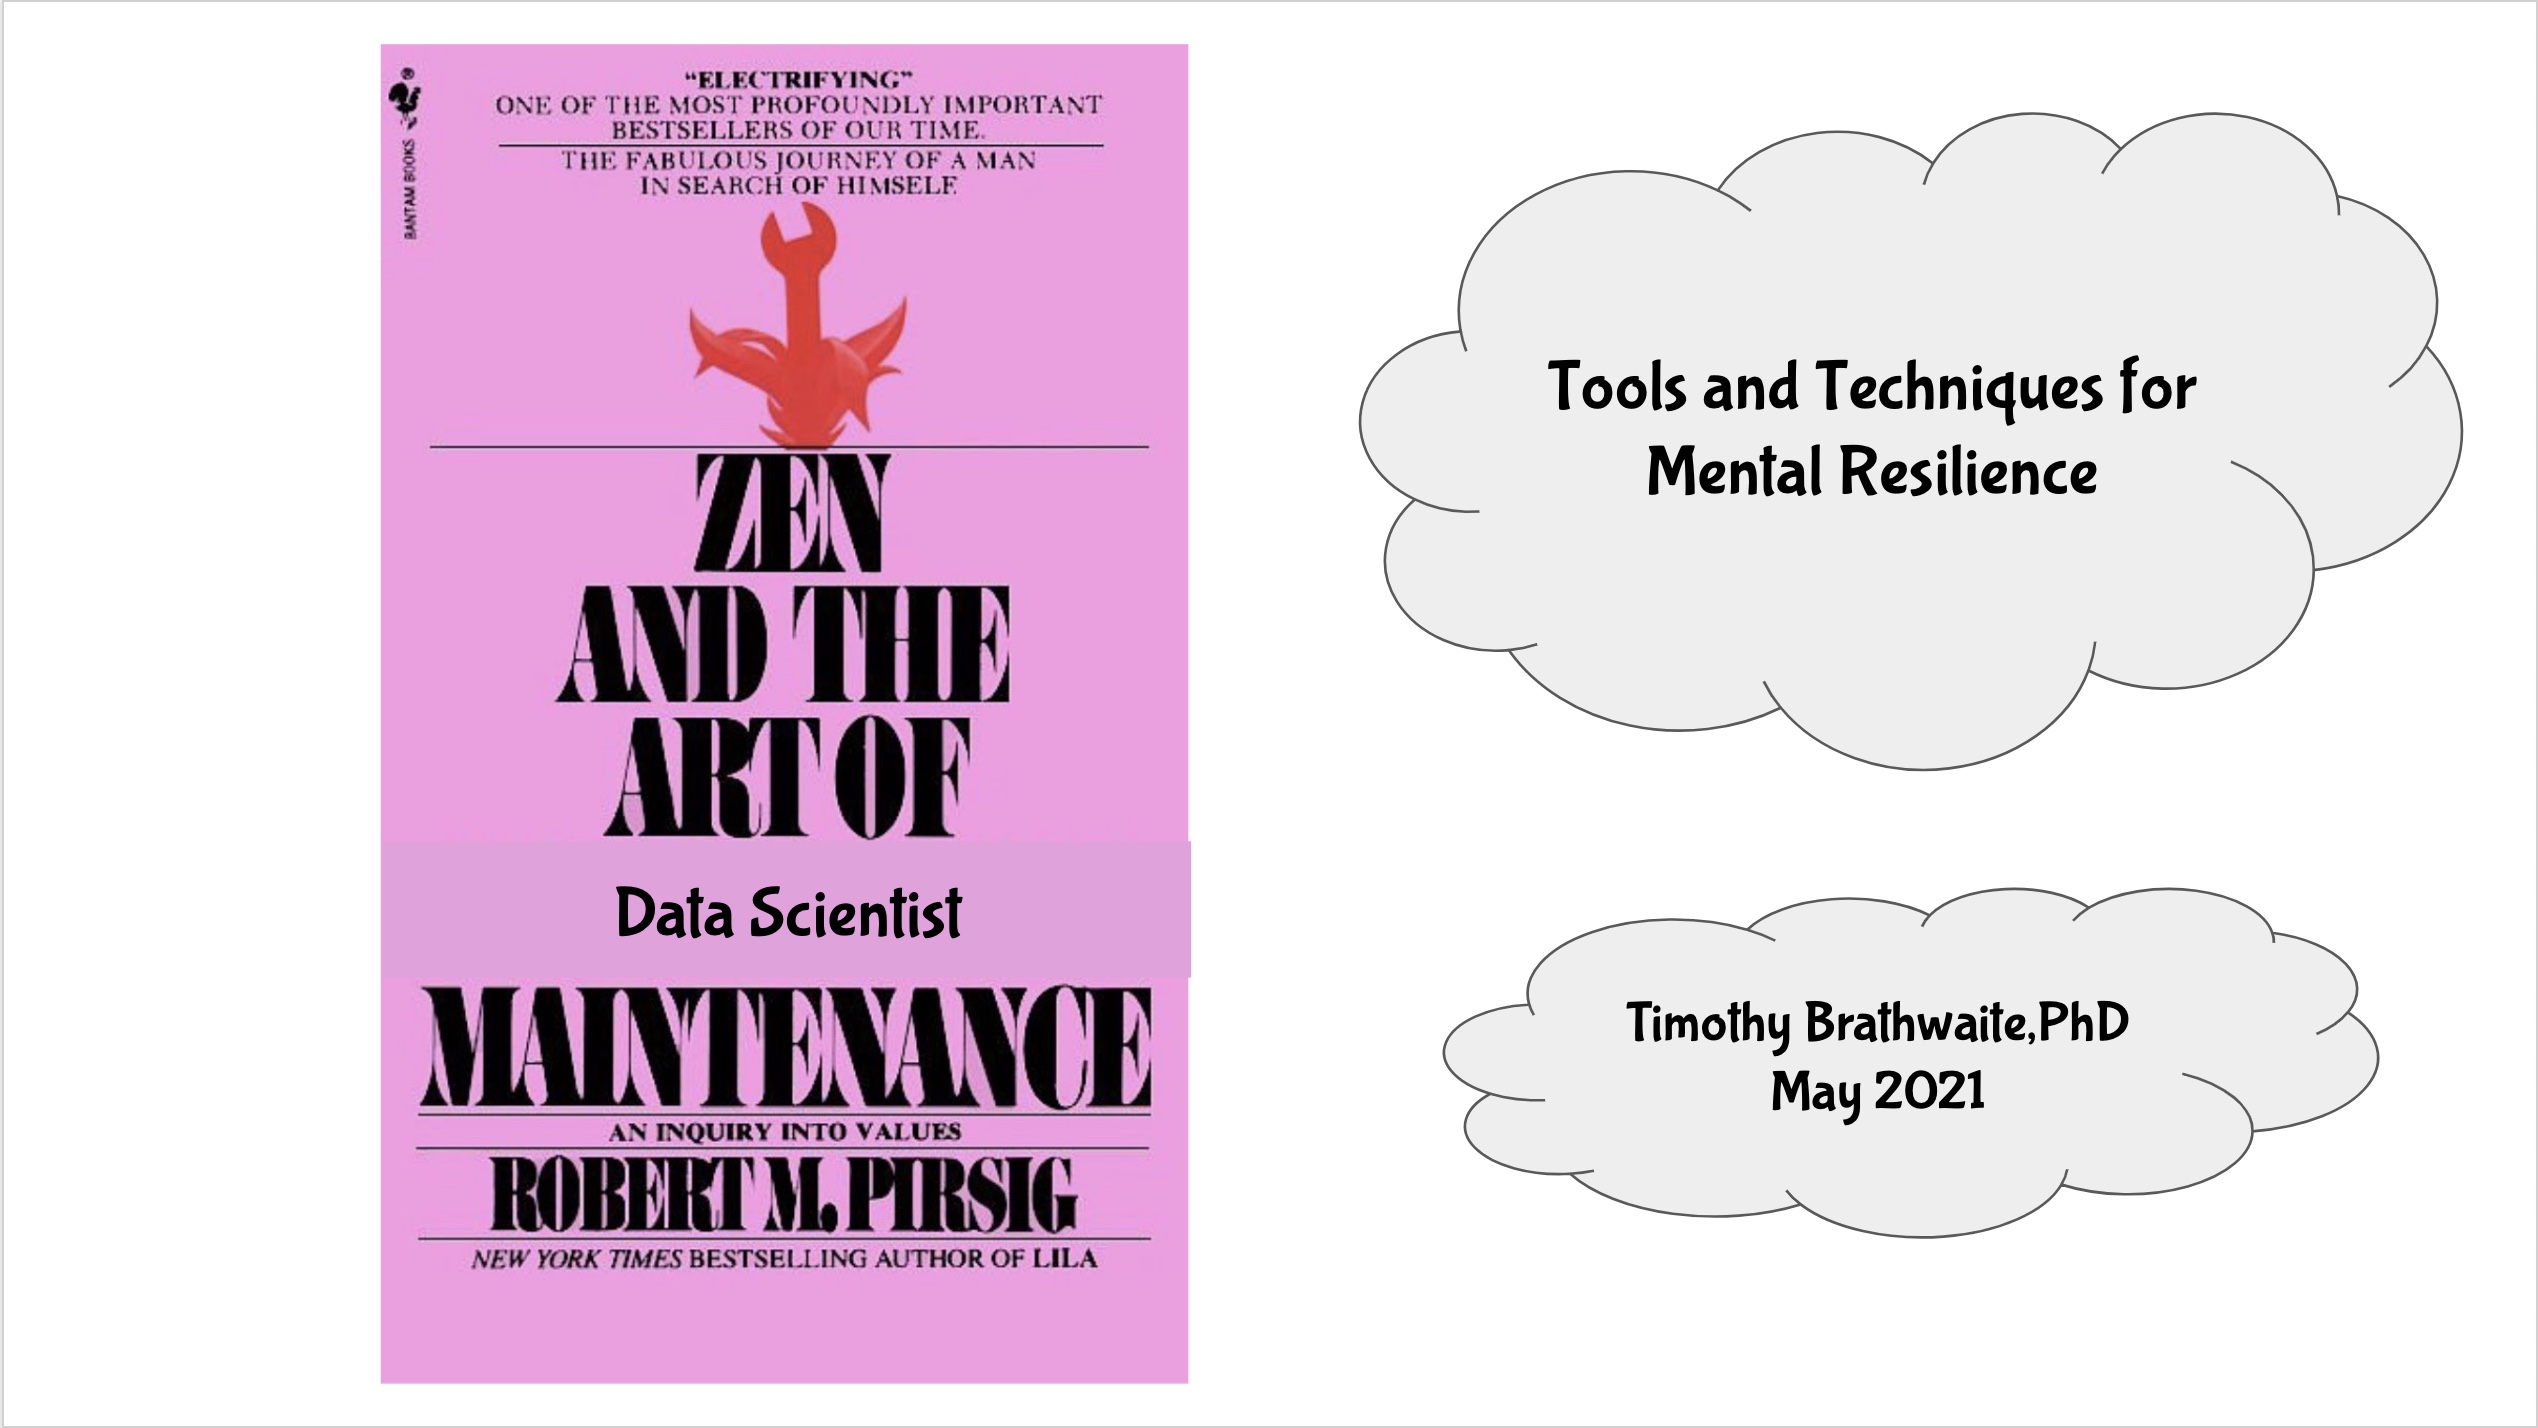 “ELECTRIFYING”
ONE OF THE MOST PROFOUNDLY IMPORTANT
BESTSELLERS OF OUR TIME.
THE FABULOUS JOURNEY OF A MAN
IN SEARCH OF HIMSELF.
BANTAM BOOKS ®
ZEN
AND THE
ART OF
Data Scientist
MAINTENANCE
AN INQUIRY INTO VALUES
ROBERT M. PIRSIG
NEW YORK TIMES BESTSELLING AUTHOR OF LILA
Tools and Techniques for
Mental Resilience
Timothy Brathwaite,PhD
May 2021